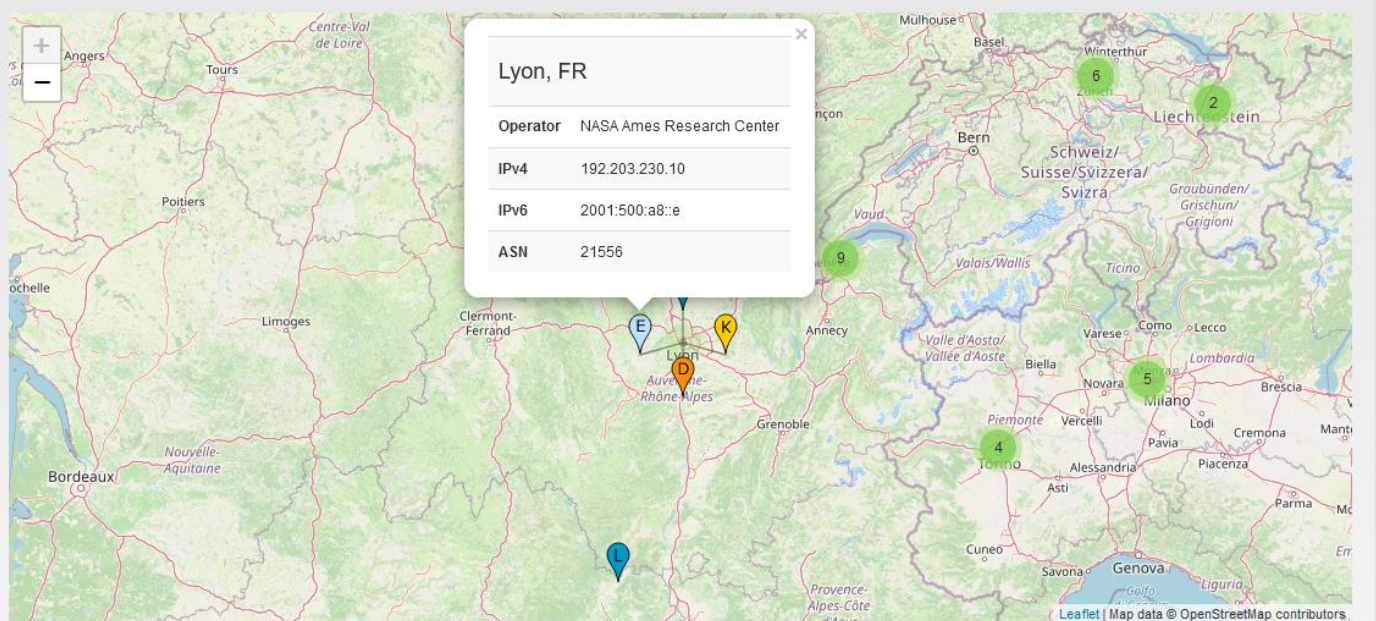 +
−
Centre-Val
de Loire
Angers
Tours
Poitiers
ochelle
Limoges
Clermont-
Ferrand
Nouvelle-
Aquitaine
Bordeaux
×
Lyon, FR
Operator NASA Ames Research Center
IPv4 192.203.230.10
IPv6 2001:500:a8::e
ASN 21556
E
K
D
L
Lyon
Auvergne-
Rhône-Alpes
Annecy
Grenoble
Provence-
Alpes-Côte
Mulhouse
Basel
Winterthur
6
Zürich
2
Liechtenstein
Bern
Schweiz/
Suisse/Svizzera/
Svizra
Graubünden/
Grischun/
Grigioni
Vaud
9
Valais/Wallis
Ticino
Valle d'Aosta/
Vallée d'Aoste
Biella
Varese
Como
Lecco
Lombardia
Novara
5
Milano
Brescia
Piemonte
Vercelli
Lodi
Cremona
Pavia
4
Torino
Alessandria
Piacenza
Asti
Parma
Cuneo
Savona
Genova
Golfo
Liguria
Leaflet | Map data © OpenStreetMap contributors